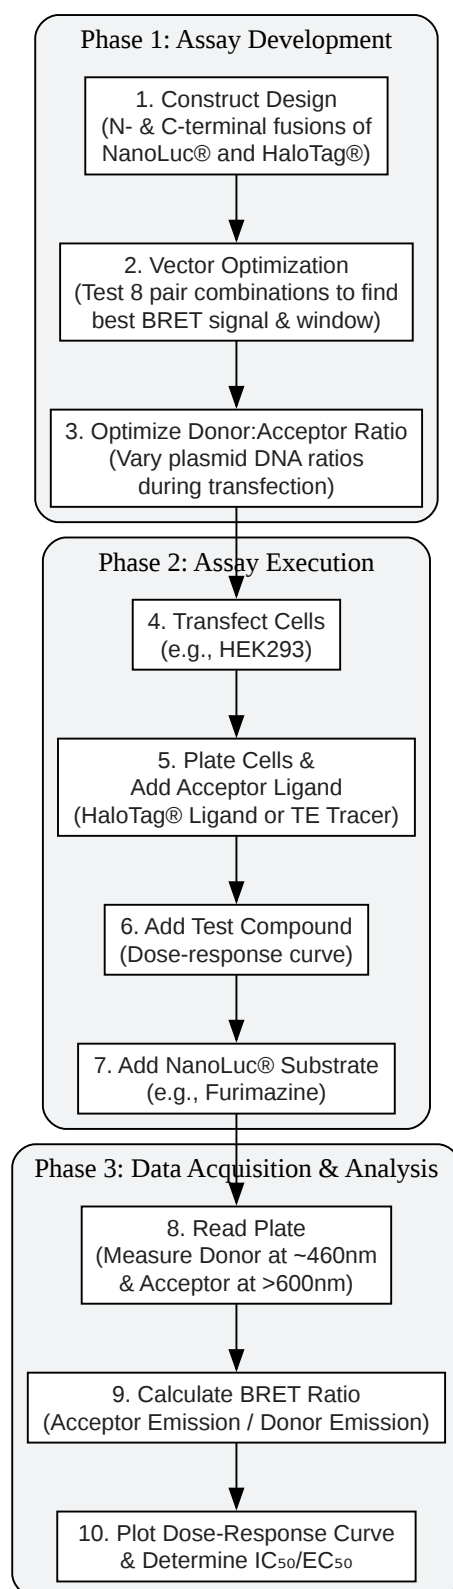 Phase 1: Assay Development
1. Construct Design
(N- & C-terminal fusions of
NanoLuc® and HaloTag®)
2. Vector Optimization
(Test 8 pair combinations to find
best BRET signal & window)
3. Optimize Donor:Acceptor Ratio
(Vary plasmid DNA ratios
during transfection)
Phase 2: Assay Execution
4. Transfect Cells
(e.g., HEK293)
5. Plate Cells &
Add Acceptor Ligand
(HaloTag® Ligand or TE Tracer)
6. Add Test Compound
(Dose-response curve)
7. Add NanoLuc® Substrate
(e.g., Furimazine)
Phase 3: Data Acquisition & Analysis
8. Read Plate
(Measure Donor at ~460nm
& Acceptor at >600nm)
9. Calculate BRET Ratio
(Acceptor Emission / Donor Emission)
10. Plot Dose-Response Curve
& Determine IC₅₀/EC₅₀